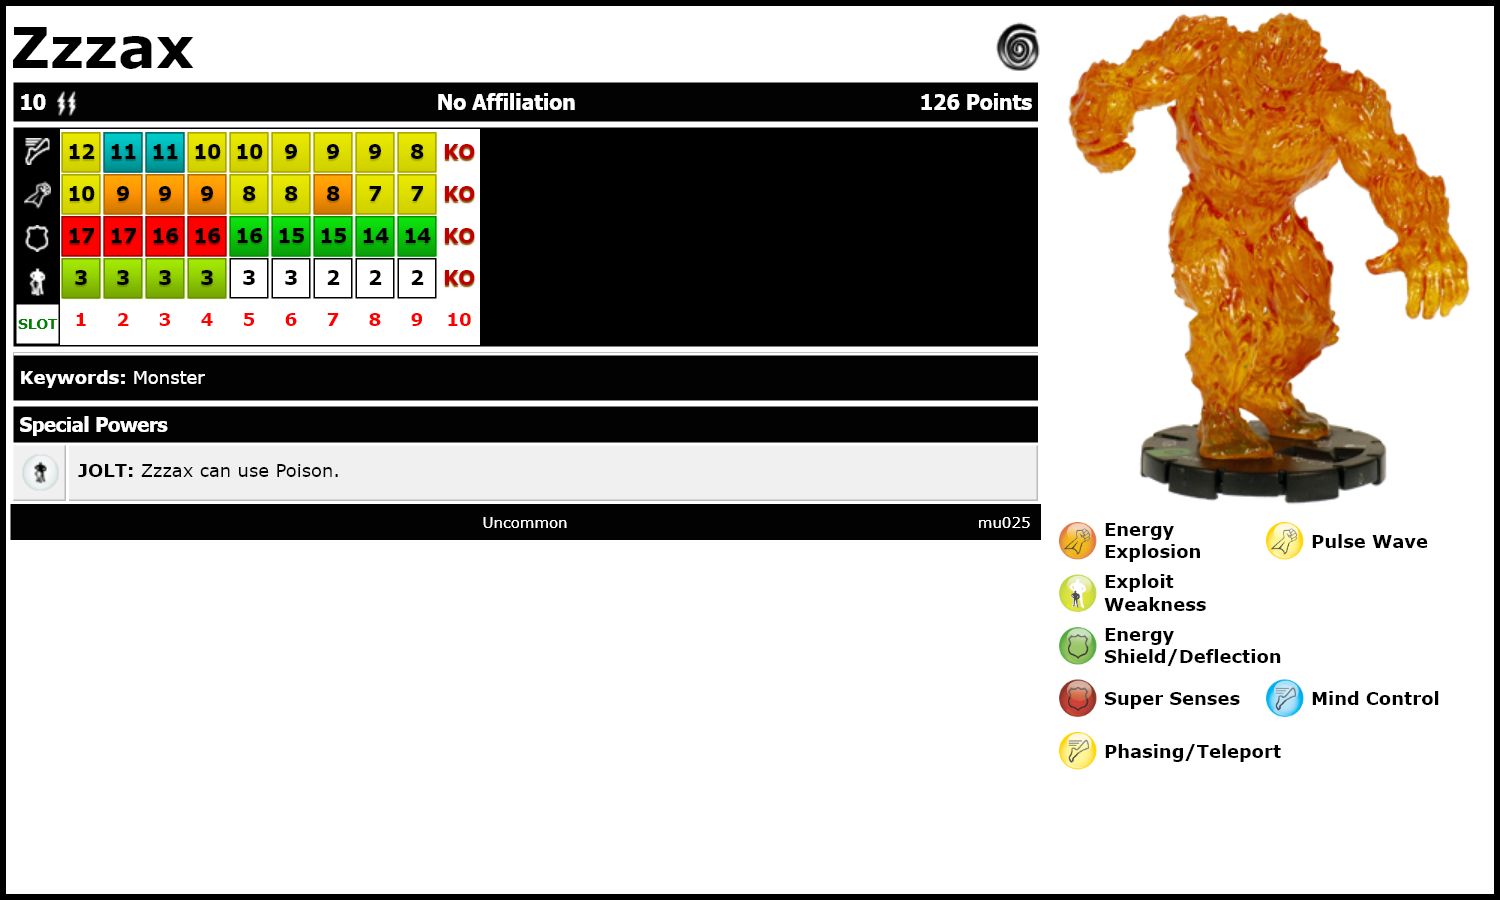 Zzzax
10 No Affiliation 126 Points
12 11 11 10 10 9 9 9 8 KO
10 9 9 9 8 8 8 7 7 KO
17 17 16 16 16 15 15 14 14 KO
3 3 3 3 3 3 2 2 2 KO
SLOT 1 2 3 4 5 6 7 8 9 10
Keywords: Monster
Special Powers
JOLT: Zzzax can use Poison.
Uncommon mu025
Energy
Explosion
Pulse Wave
Exploit
Weakness
Energy
Shield/Deflection
Super Senses
Mind Control
Phasing/Teleport